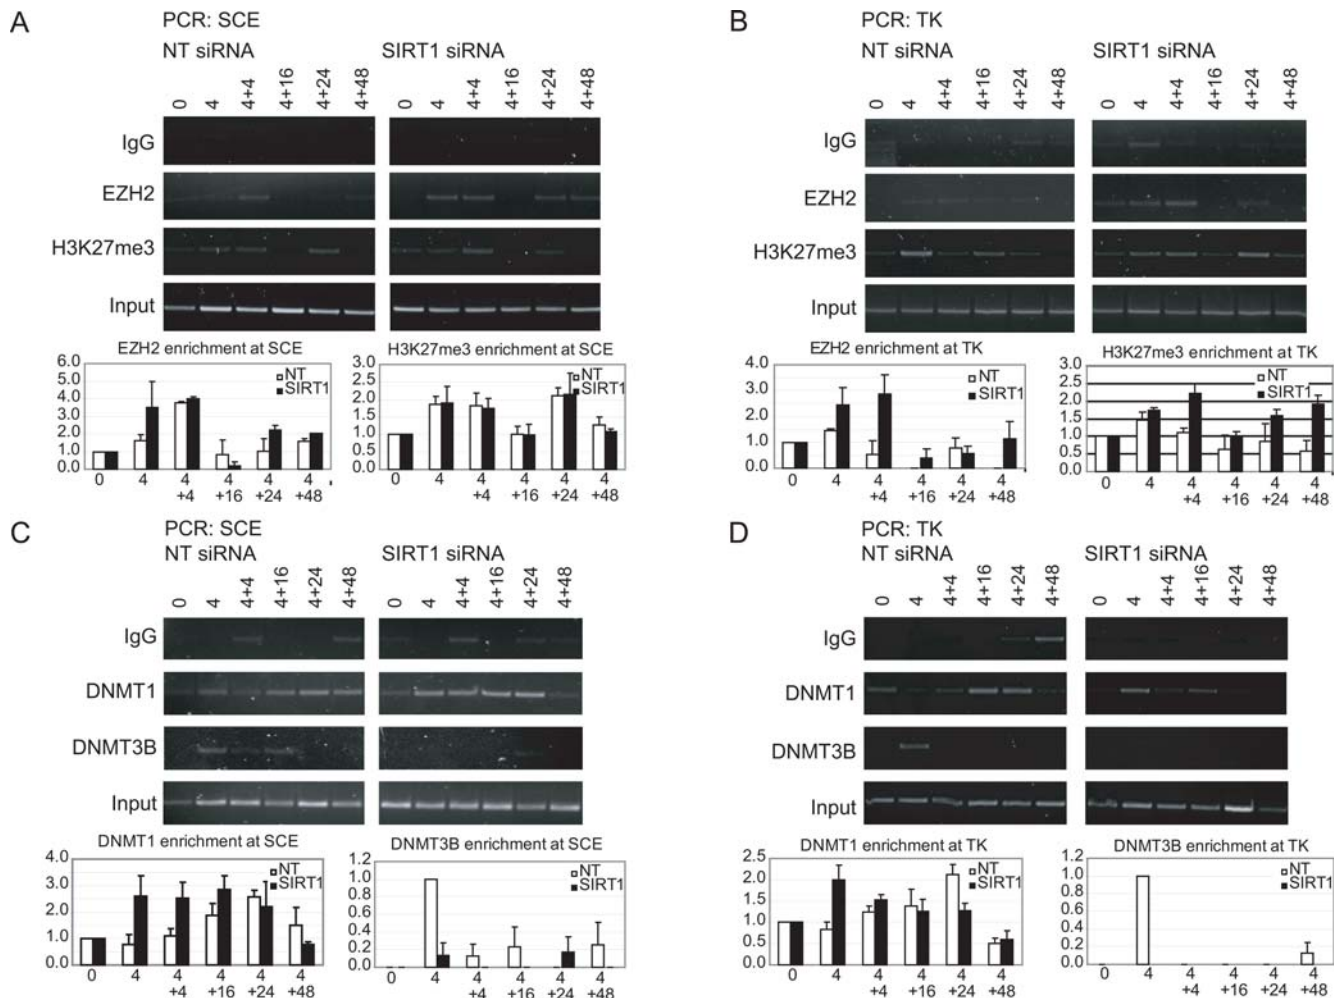 A
PCR: SCE
NT siRNA SIRT1 siRNA
0 4 4+4 4+16 4+24 4+48 0 4 4+4 4+16 4+24 4+48
IgG
EZH2
H3K27me3
Input
EZH2 enrichment at SCE
6.0
5.0
4.0
3.0
2.0
1.0
0.0
NT
SIRT1
0 4 4 4 4 4
+4 +16 +24 +48
H3K27me3 enrichment at SCE
3.0
2.5
2.0
1.5
1.0
0.5
0.0
NT
SIRT1
0 4 4 4 4 4
+4 +16 +24 +48
B
PCR: TK
NT siRNA SIRT1 siRNA
0 4 4+4 4+16 4+24 4+48 0 4 4+4 4+16 4+24 4+48
IgG
EZH2
H3K27me3
Input
EZH2 enrichment at TK
4.0
3.0
2.0
1.0
0.0
NT
SIRT1
0 4 4 4 4 4
+4 +16 +24 +48
H3K27me3 enrichment at TK
3.0
2.5
2.0
1.5
1.0
0.5
0.0
NT
SIRT1
0 4 4 4 4 4
+4 +16 +24 +48
C
PCR: SCE
NT siRNA SIRT1 siRNA
0 4 4+4 4+16 4+24 4+48 0 4 4+4 4+16 4+24 4+48
IgG
DNMT1
DNMT3B
Input
DNMT1 enrichment at SCE
4.0
3.0
2.0
1.0
0.0
NT
SIRT1
0 4 4 4 4 4
+4 +16 +24 +48
DNMT3B enrichment at SCE
1.2
1.0
0.8
0.6
0.4
0.2
0.0
NT
SIRT1
0 4 4 4 4 4
+4 +16 +24 +48
D
PCR: TK
NT siRNA SIRT1 siRNA
0 4 4+4 4+16 4+24 4+48 0 4 4+4 4+16 4+24 4+48
IgG
DNMT1
DNMT3B
Input
DNMT1 enrichment at TK
2.5
2.0
1.5
1.0
0.5
0.0
NT
SIRT1
0 4 4 4 4 4
+4 +16 +24 +48
DNMT3B enrichment at TK
1.2
1.0
0.8
0.6
0.4
0.2
0.0
NT
SIRT1
0 4 4 4 4 4
+4 +16 +24 +48